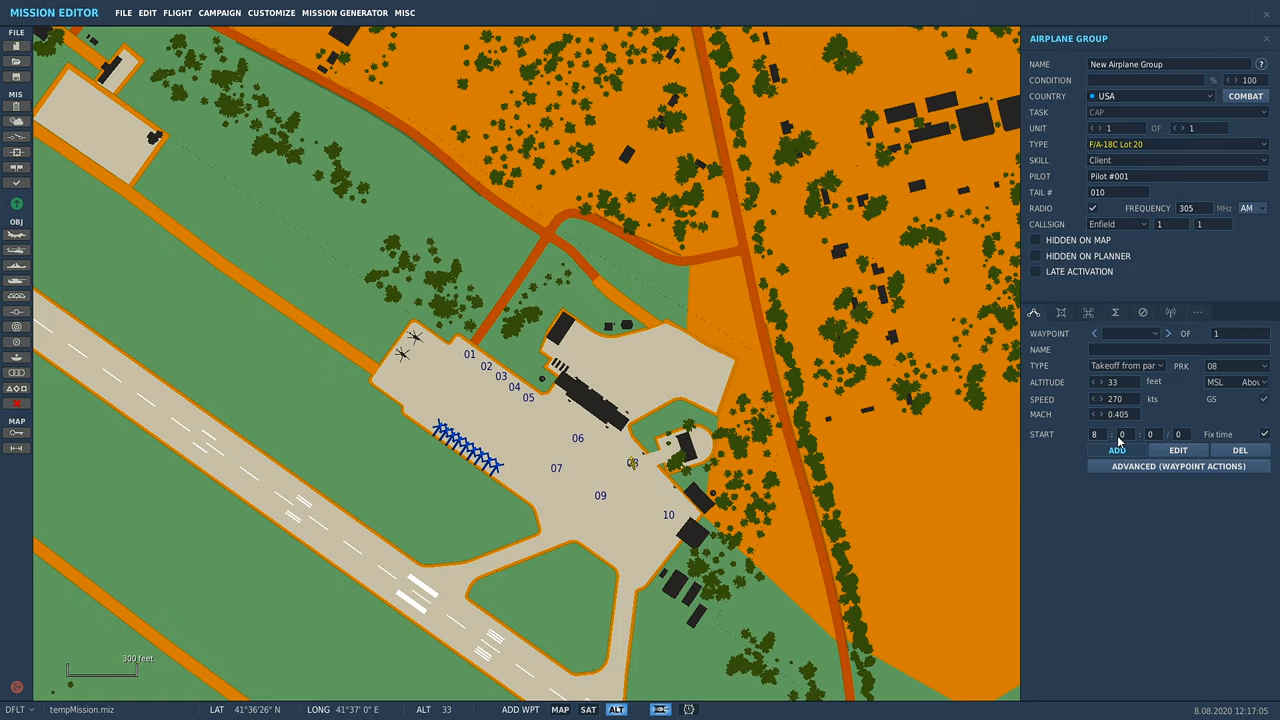 MISSION EDITOR FILE EDIT FLIGHT CAMPAIGN CUSTOMIZE MISSION GENERATOR MISC
FILE
MIS
OBJ
MAP
AIRPLANE GROUP
NAME New Airplane Group ?
CONDITION % 100
COUNTRY USA COMBAT
TASK CAP
UNIT 1 OF 1
TYPE F/A-18C Lot 20
SKILL Client
PILOT Pilot #001
TAIL # 010
RADIO FREQUENCY 305 MHz AM
CALLSIGN Enfield 1 1
HIDDEN ON MAP
HIDDEN ON PLANNER
LATE ACTIVATION
WAYPOINT OF 1
NAME
TYPE Takeoff from par PRK 08
ALTITUDE 33 feet MSL Abov
SPEED 270 kts GS
MACH 0.405
START 8 : 0 : 0 / 0 Fix time
ADD EDIT DEL
ADVANCED (WAYPOINT ACTIONS)
01
02
03
04
05
06
07
08
09
10
300 feet
DFLT tempMission.miz LAT 41°36'26" N LONG 41°37' 0" E ALT 33 ADD WPT MAP SAT ALT 8.08.2020 12:17:05